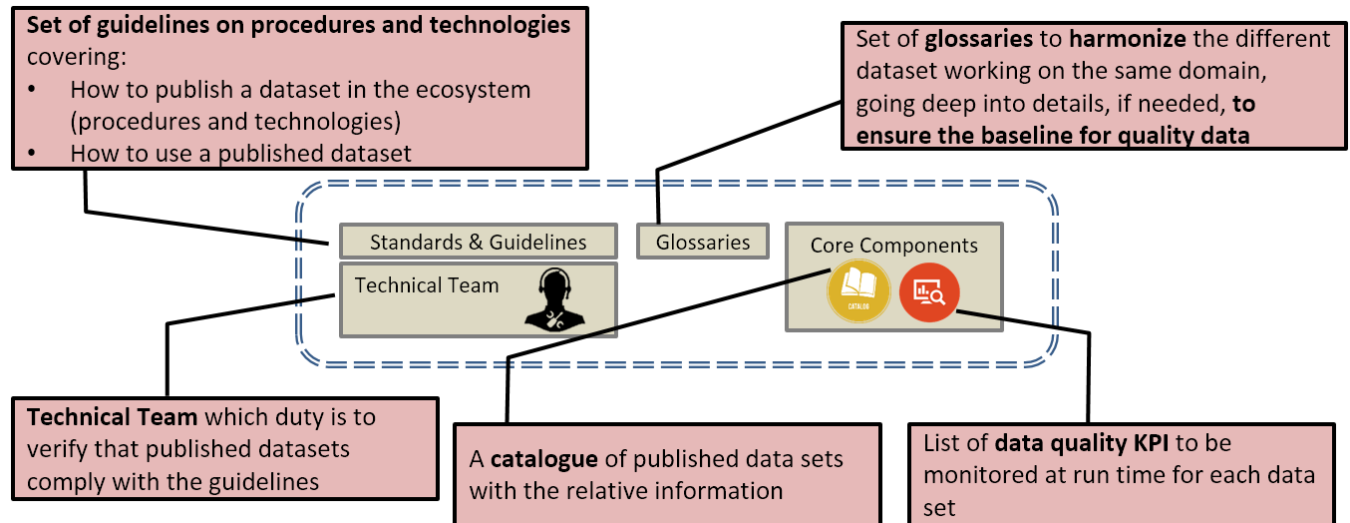 Set of guidelines on procedures and technologies
covering:
• How to publish a dataset in the ecosystem
(procedures and technologies)
• How to use a published dataset
Set of glossaries to harmonize the different
dataset working on the same domain,
going deep into details, if needed, to
ensure the baseline for quality data
Standards & Guidelines
Glossaries
Core Components
Technical Team
CATALOG
Technical Team which duty is to
verify that published datasets
comply with the guidelines
A catalogue of published data sets
with the relative information
List of data quality KPI to be
monitored at run time for each data
set